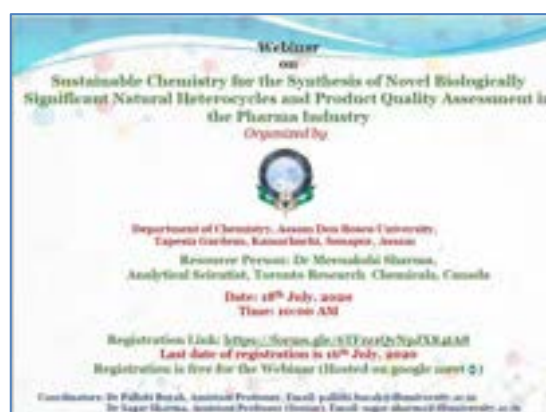 Webinar
on
Sustainable Chemistry for the Synthesis of Novel Biologically
Significant Natural Heterocycles and Product Quality Assessment in
the Pharma Industry
Organized by
Department of Chemistry, Assam Don Bosco University,
Tapesia Gardens, Kamarkuchi, Sonapur, Assam
Resource Person: Dr Meenakshi Sharma,
Analytical Scientist, Toronto Research Chemicals, Canada
Date: 18th July, 2020
Time: 10:00 AM
Registration Link:
Last date of registration is 16th July, 2020
Registration is free for the Webinar (Hosted on google meet
Coordinators: Dr Pallabi Borah, Assistant Professor, Email:
Dr Sagar Sharma, Assistant Professor (Senior), Email: